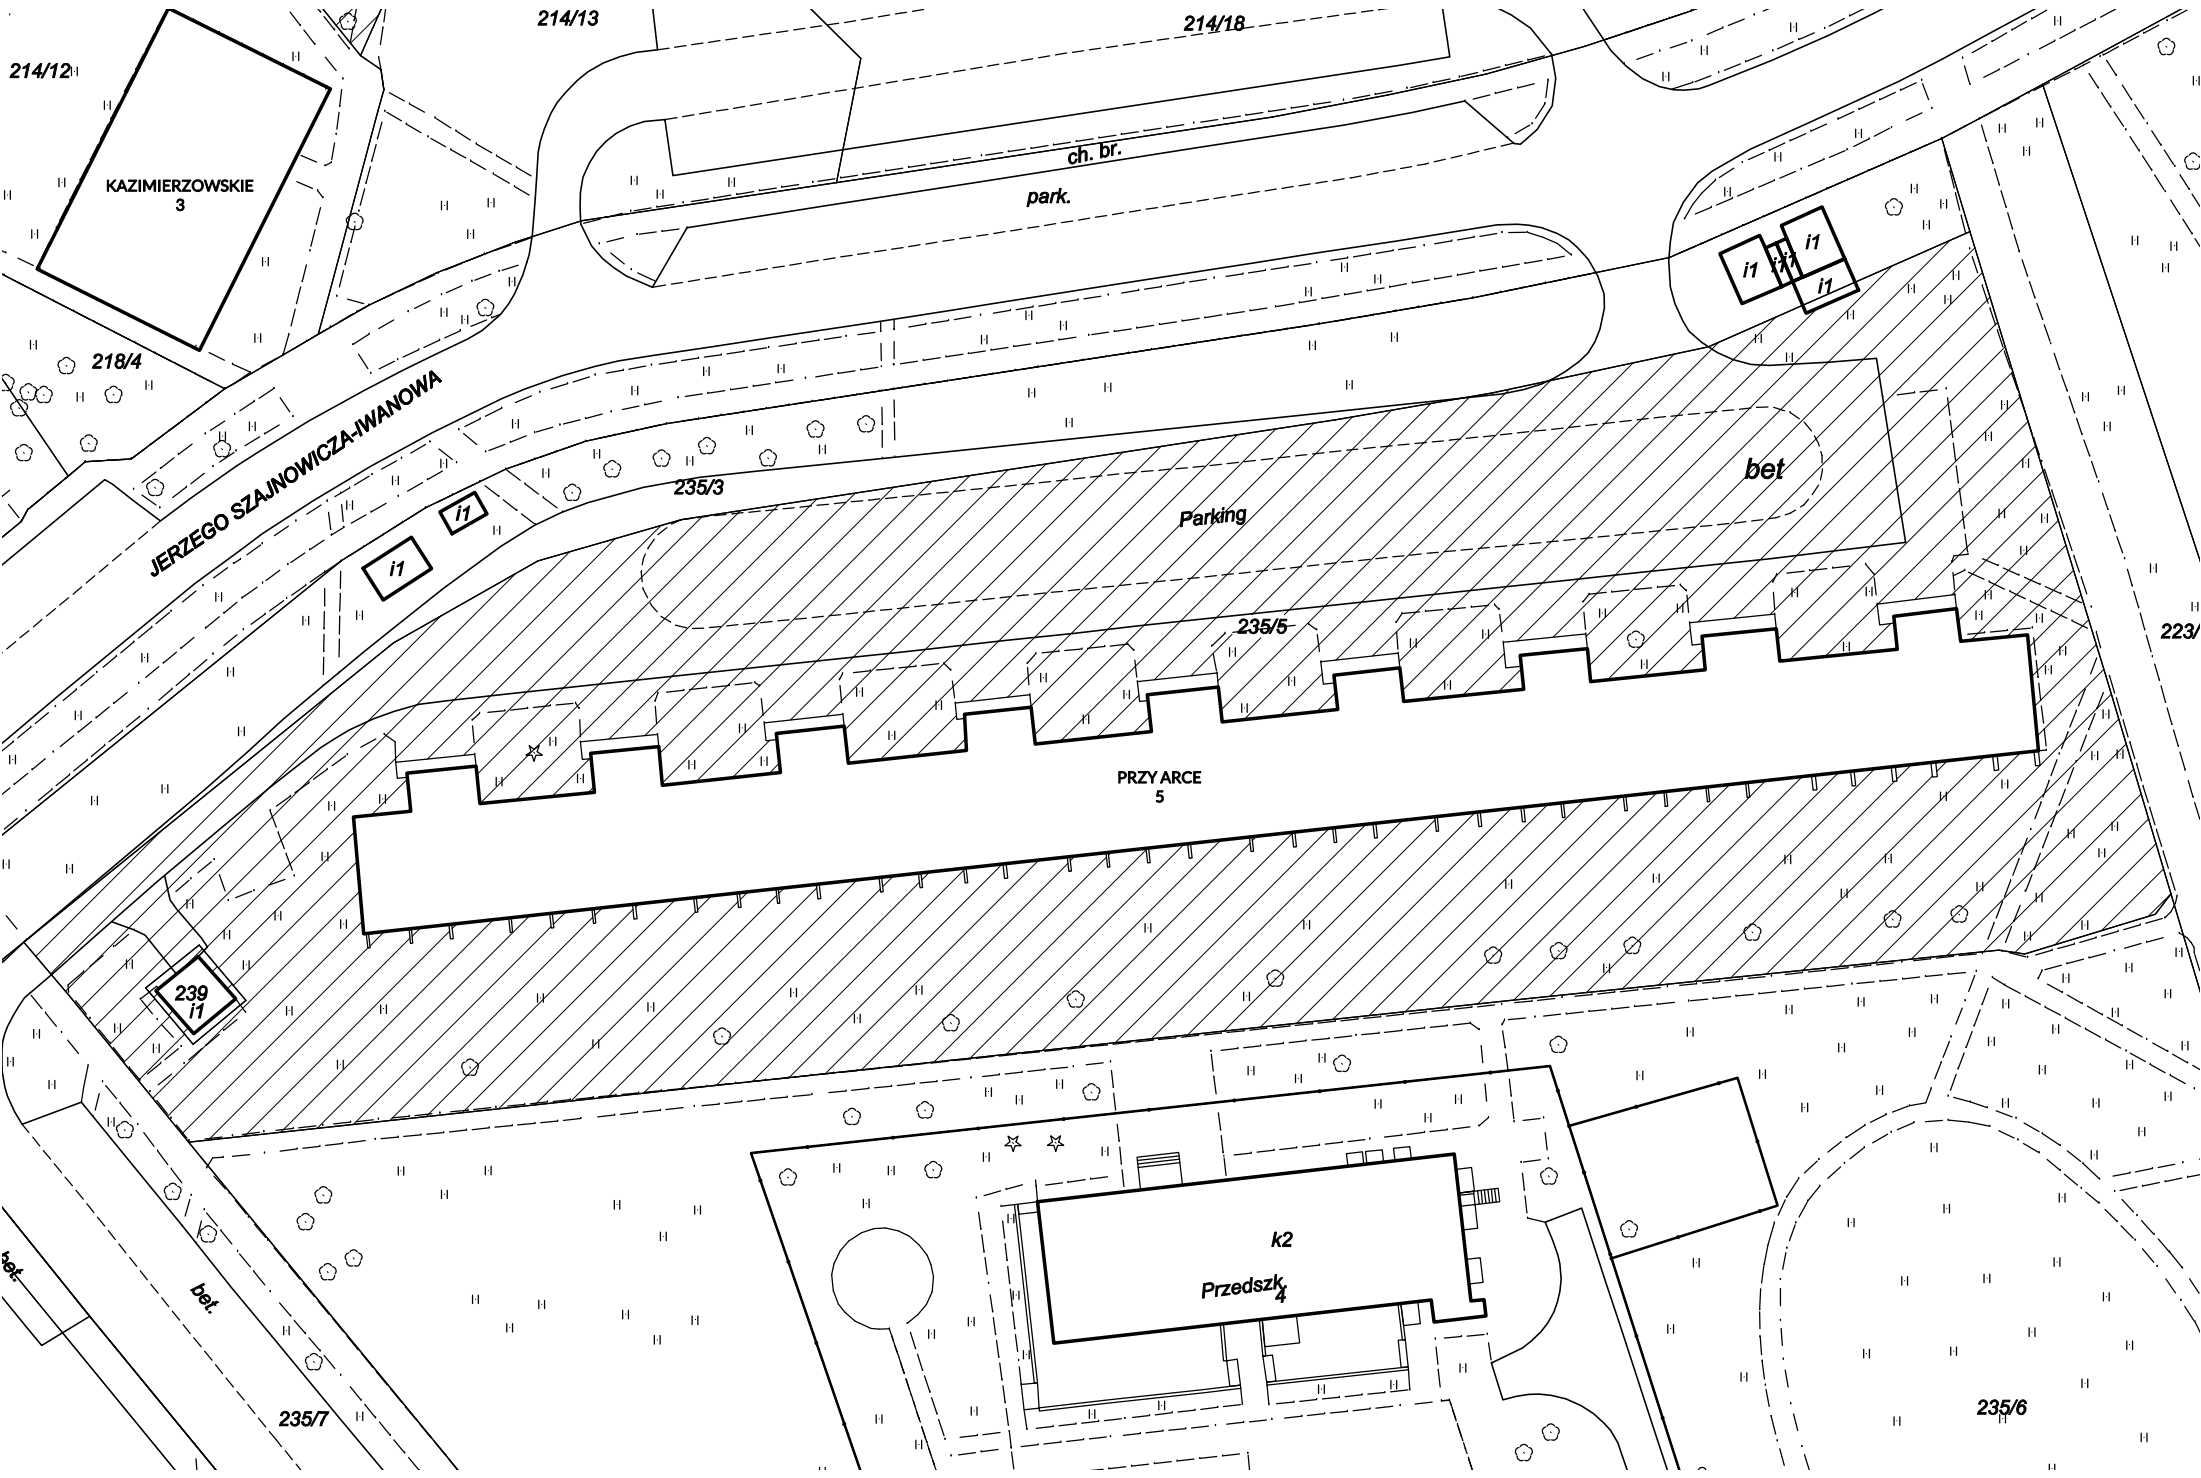 214/13
214/18
214/12
ch. br.
KAZIMIERZOWSKIE
3
park.
i1
i1
i1
i1
i1
218/4
JERZEGO SZAJNOWICZA-IWANOWA
bet
235/3
i1
Parking
i1
235/5
223/
PRZY ARCE
5
239
i1
k2
bet.
Przedszk.
4
bet.
235/7
235/6